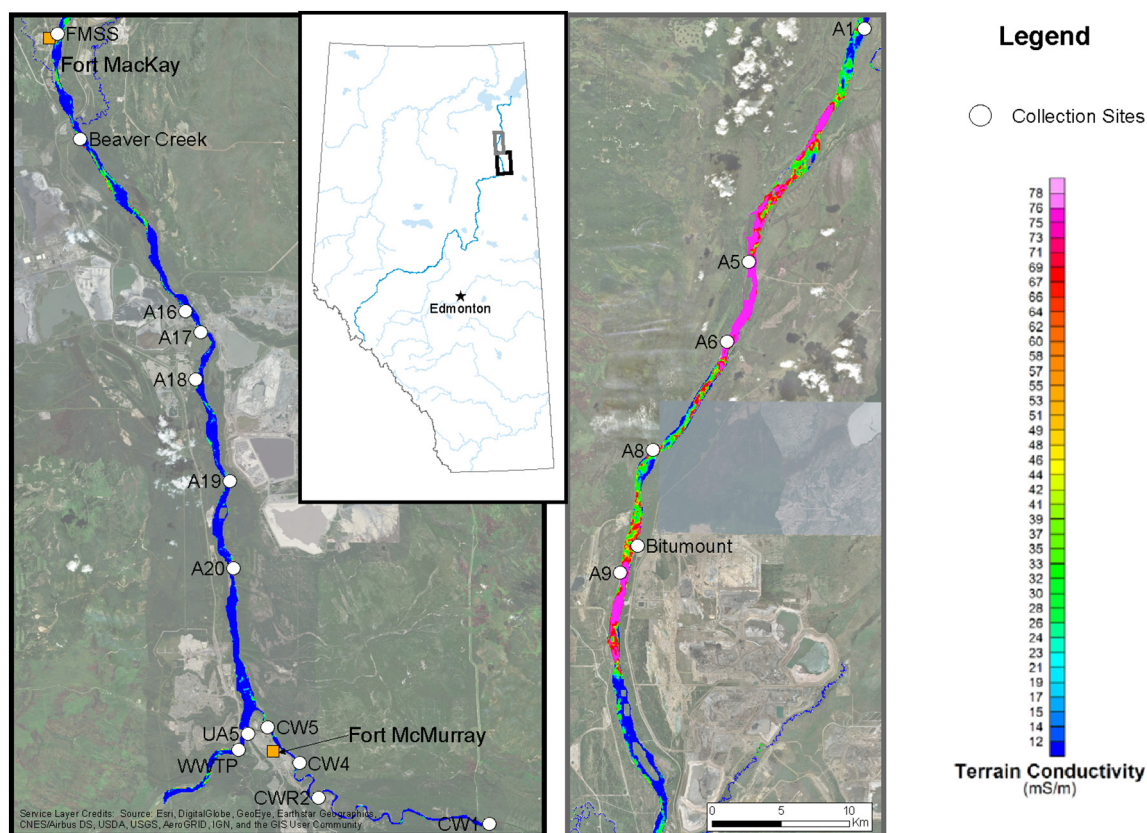 FMSS
Fort MacKay
Beaver Creek
A16
A17
A18
A19
A20
UA5
CW5
Fort McMurray
WWTP
CW4
CWR2
CW1
Service Layer Credits: Source: Esri, DigitalGlobe, GeoEye, Earthstar Geographics,
CNES/Airbus DS, USDA, USGS, AeroGRID, IGN, and the GIS User Community
Edmonton
A1
A5
A6
A8
Bitumount
A9
0 5 10
Km
Legend
Collection Sites
78
76
75
73
71
69
67
66
64
62
60
58
57
55
53
51
49
48
46
44
42
41
39
37
35
33
32
30
28
26
24
23
21
19
17
15
14
12
Terrain Conductivity
(mS/m)